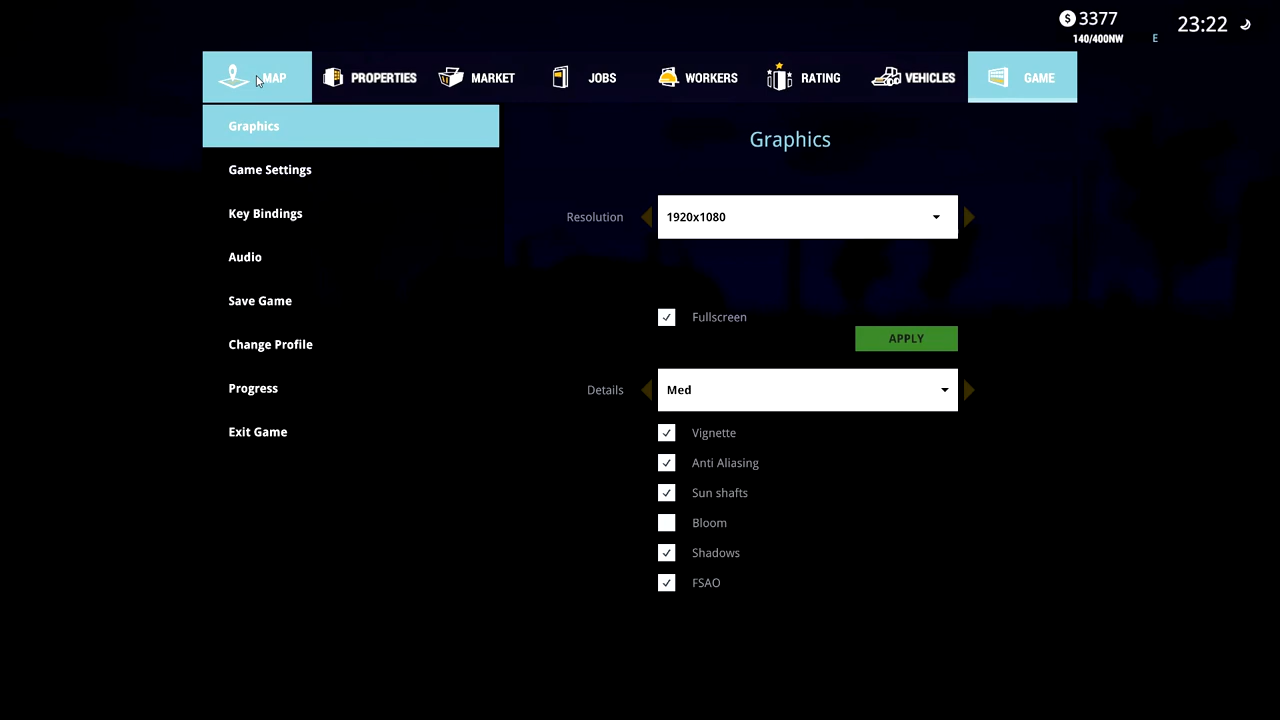 $ 3377
140/400NW
E
23:22
MAP
PROPERTIES
MARKET
JOBS
WORKERS
RATING
VEHICLES
GAME
Graphics
Game Settings
Key Bindings
Audio
Save Game
Change Profile
Progress
Exit Game
Graphics
Resolution 1920x1080
Fullscreen
APPLY
Details Med
Vignette
Anti Aliasing
Sun shafts
Bloom
Shadows
FSAO